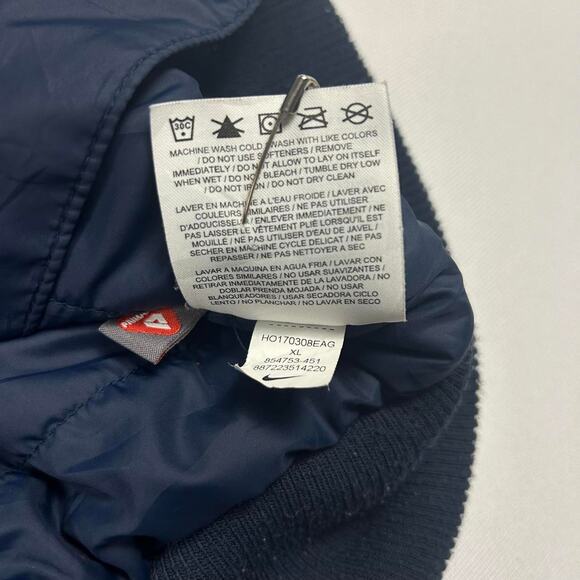 30C
MACHINE WASH COLD WASH WITH LIKE COLORS
/ DO NOT USE SOFTENERS / REMOVE
IMMEDIATELY / DO NOT ALLOW TO LAY ON ITSELF
WHEN WET / DO NOT BLEACH / TUMBLE DRY LOW
/ DO NOT IRON / DO NOT DRY CLEAN
LAVER EN MACHINE A L'EAU FROIDE / LAVER AVEC
COULEURS SIMILAIRES / NE PAS UTILISER
D'ADOUCISSEUR / ENLEVER IMMEDIATEMENT / NE
PAS LAISSER LE VÊTEMENT PLIÉ LORSQU'IL EST
MOUILLE / NE PAS UTILISER D'EAU DE JAVEL /
SECHER EN MACHINE CYCLE DELICAT / NE PAS
REPASSER / NE PAS NETTOYER A SEC
LAVAR A MAQUINA EN AGUA FRIA / LAVAR CON
COLORES SIMILARES / NO USAR SUAVIZANTES /
RETIRAR INMEDIATAMENTE DE LA LAVADORA / NO
DOBLAR PRENDA MOJADA / NO USAR
BLANQUEADORES / USAR SECADORA CICLO
LENTO / NO PLANCHAR / NO LAVAR EN SECO
HO170308EAG
XL
854753-451
887223514220